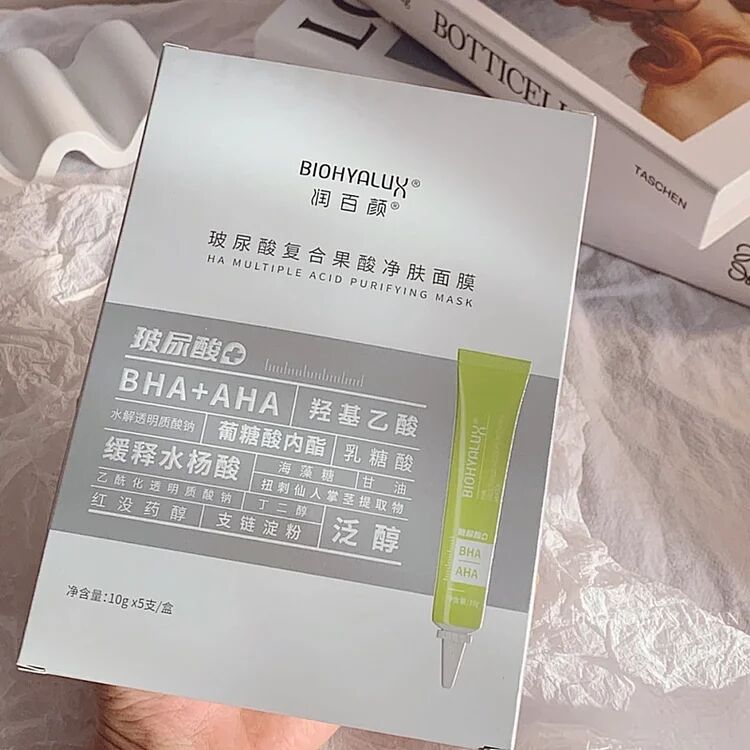 BOTTICELLI
TASCHEN
BIOHYALUX®
润百颜®
玻尿酸复合果酸净肤面膜
HA MULTIPLE ACID PURIFYING MASK
玻尿酸
BHA+AHA
羟基乙酸
水解透明质酸钠
葡糖酸内酯
乳糖酸
缓释水杨酸
海藻糖
甘油
扭刺仙人掌茎提取物
乙酰化透明质酸钠
丁二醇
红没药醇
支链淀粉
泛醇
BIOHYALUX
玻尿酸
BHA
AHA
净含量:10g x5支/盒